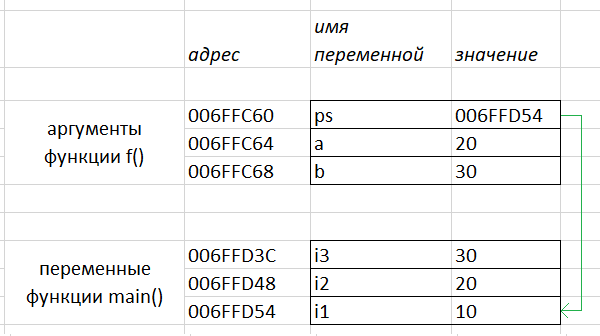 адрес имя переменной значение
аргументы функции f()
006FFC60 ps 006FFD54
006FFC64 a 20
006FFC68 b 30
переменные функции main()
006FFD3C i3 30
006FFD48 i2 20
006FFD54 i1 10